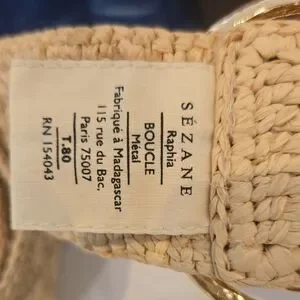 SÉZANE
Raphia
BOUCLE
Métal
Fabriqué à Madagascar
115 rue du Bac,
Paris 75007
T.80
RN 154043